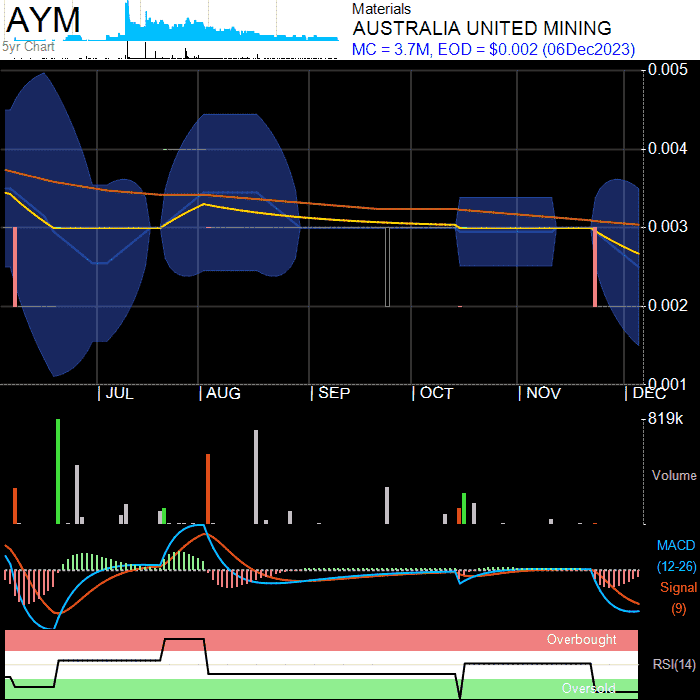 AYM
Materials
AUSTRALIA UNITED MINING
5yr Chart
MC = 3.7M, EOD = $0.002 (06Dec2023)
0.005
0.004
0.003
0.002
0.001
JUL AUG SEP OCT NOV DEC
819k
Volume
MACD
(12-26)
Signal
(9)
Overbought
RSI(14)
Oversold